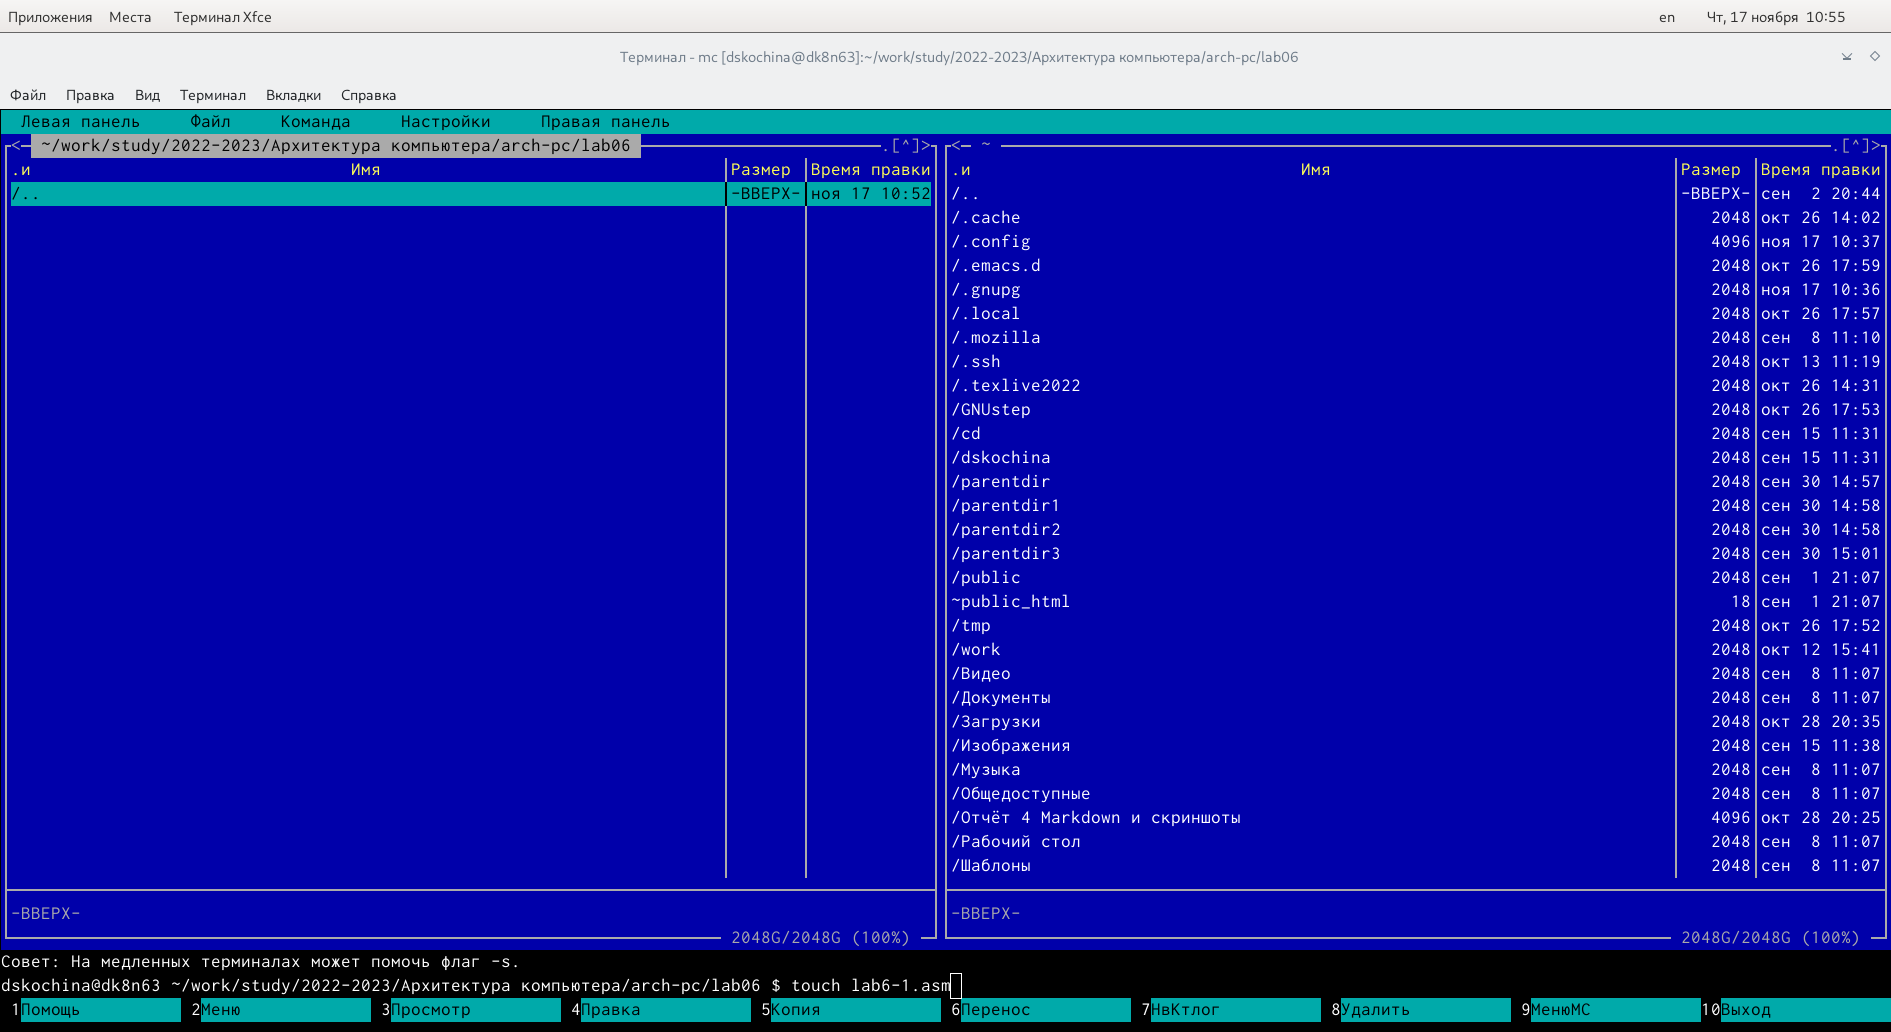 Приложения Места Терминал Xfce en Чт, 17 ноября 10:55
Терминал - mc [dskochina@dk8n63]:~/work/study/2022-2023/Архитектура компьютера/arch-pc/lab06
Файл Правка Вид Терминал Вкладки Справка
Левая панель Файл Команда Настройки Правая панель
<─ ~/work/study/2022-2023/Архитектура компьютера/arch-pc/lab06 .[^]>
.и Имя Размер Время правки
/.. -ВВЕРХ- ноя 17 10:52
-ВВЕРХ-
2048G/2048G (100%)
<─ ~ .[^]>
.и Имя Размер Время правки
/.. -ВВЕРХ- сен 2 20:44
/.cache 2048 окт 26 14:02
/.config 4096 ноя 17 10:37
/.emacs.d 2048 окт 26 17:59
/.gnupg 2048 ноя 17 10:36
/.local 2048 окт 26 17:57
/.mozilla 2048 сен 8 11:10
/.ssh 2048 окт 13 11:19
/.texlive2022 2048 окт 26 14:31
/GNUstep 2048 окт 26 17:53
/cd 2048 сен 15 11:31
/dskochina 2048 сен 15 11:31
/parentdir 2048 сен 30 14:57
/parentdir1 2048 сен 30 14:58
/parentdir2 2048 сен 30 14:58
/parentdir3 2048 сен 30 15:01
/public 2048 сен 1 21:07
~public_html 18 сен 1 21:07
/tmp 2048 окт 26 17:52
/work 2048 окт 12 15:41
/Видео 2048 сен 8 11:07
/Документы 2048 сен 8 11:07
/Загрузки 2048 окт 28 20:35
/Изображения 2048 сен 15 11:38
/Музыка 2048 сен 8 11:07
/Общедоступные 2048 сен 8 11:07
/Отчёт 4 Markdown и скриншоты 4096 окт 28 20:25
/Рабочий стол 2048 сен 8 11:07
/Шаблоны 2048 сен 8 11:07
-ВВЕРХ-
2048G/2048G (100%)
Совет: На медленных терминалах может помочь флаг -s.
dskochina@dk8n63 ~/work/study/2022-2023/Архитектура компьютера/arch-pc/lab06 $ touch lab6-1.asm
1Помощь 2Меню 3Просмотр 4Правка 5Копия 6Перенос 7НвКтлог 8Удалить 9МенюMC 10Выход